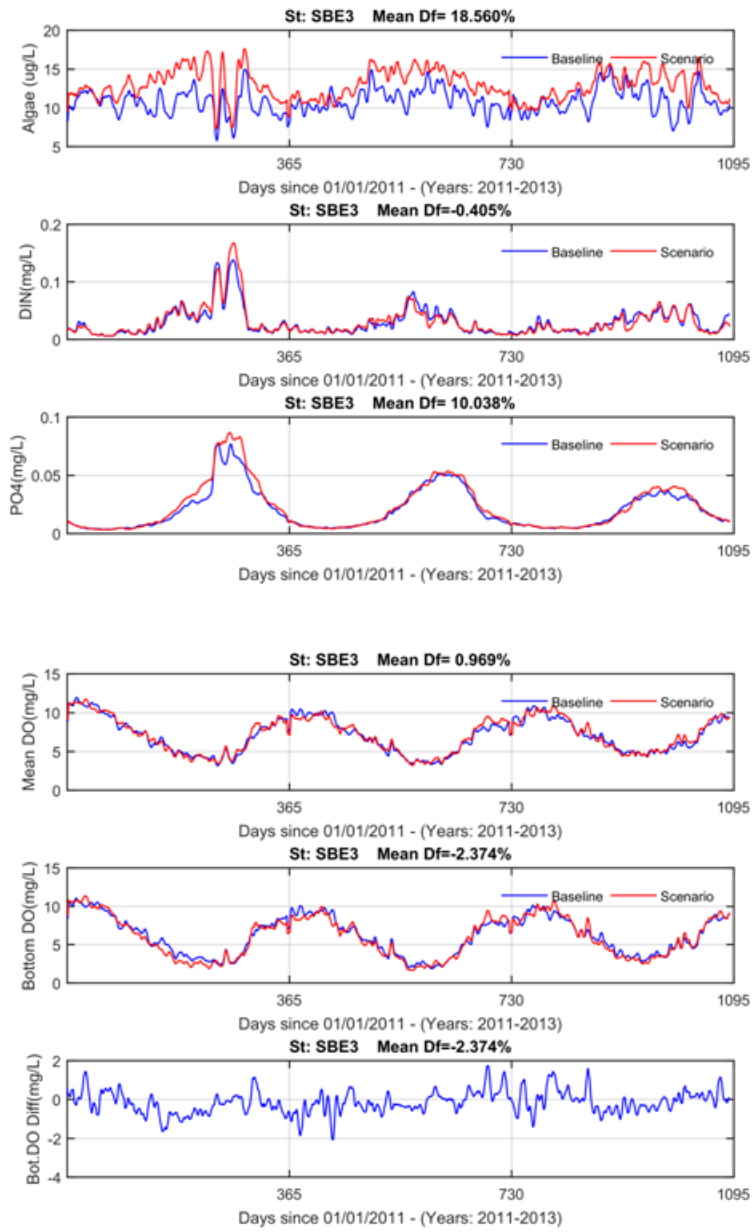 St: SBE3 Mean Df= 18.560%
20
15
10
5
Algae (ug/L)
Baseline Scenario
365 730 1095
Days since 01/01/2011 - (Years: 2011-2013)
St: SBE3 Mean Df=-0.405%
0.2
0.1
0
DIN(mg/L)
Baseline Scenario
365 730 1095
Days since 01/01/2011 - (Years: 2011-2013)
St: SBE3 Mean Df= 10.038%
0.1
0.05
0
PO4(mg/L)
Baseline Scenario
365 730 1095
Days since 01/01/2011 - (Years: 2011-2013)
St: SBE3 Mean Df= 0.969%
15
10
5
0
Mean DO(mg/L)
Baseline Scenario
365 730 1095
Days since 01/01/2011 - (Years: 2011-2013)
St: SBE3 Mean Df=-2.374%
15
10
5
0
Bottom DO(mg/L)
Baseline Scenario
365 730 1095
Days since 01/01/2011 - (Years: 2011-2013)
St: SBE3 Mean Df=-2.374%
2
0
-2
-4
Bot.DO Diff(mg/L)
365 730 1095
Days since 01/01/2011 - (Years: 2011-2013)